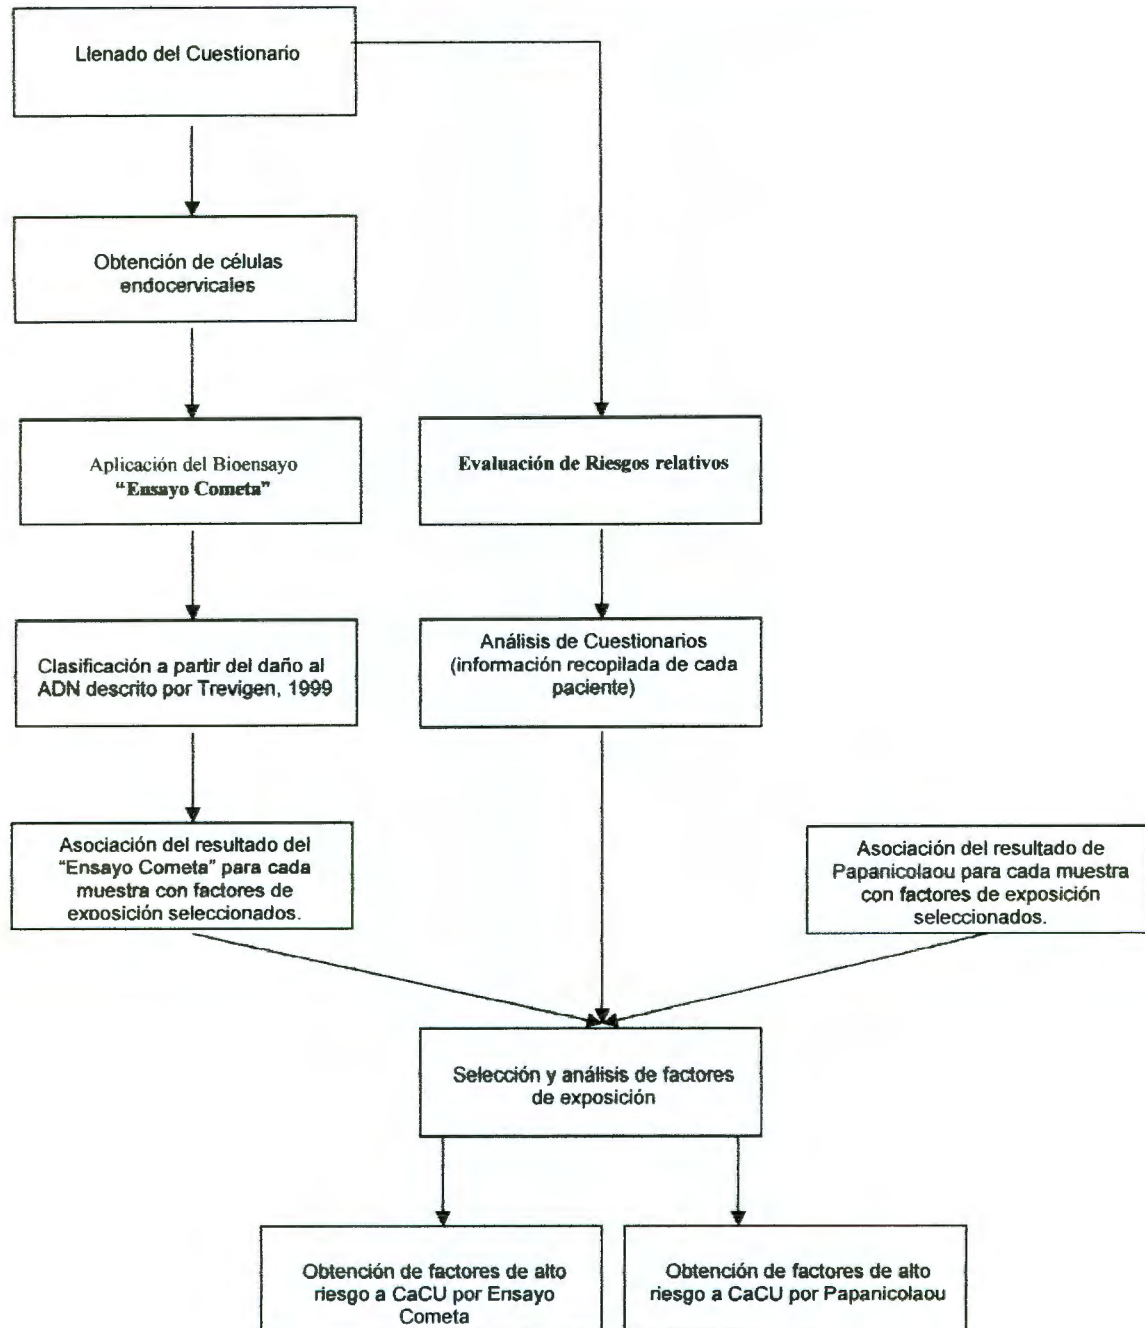 Llenado del Cuestionario
Obtención de células
endocervicales
Aplicación del Bioensayo
“Ensayo Cometa”
Evaluación de Riesgos relativos
Clasificación a partir del daño al
ADN descrito por Trevigen, 1999
Análisis de Cuestionarios
(información recopilada de cada
paciente)
Asociación del resultado del
“Ensayo Cometa” para cada
muestra con factores de
exposición seleccionados.
Asociación del resultado de
Papanicolaou para cada muestra
con factores de exposición
seleccionados.
Selección y análisis de factores
de exposición
Obtención de factores de alto
riesgo a CaCU por Ensayo
Cometa
Obtención de factores de alto
riesgo a CaCU por Papanicolaou